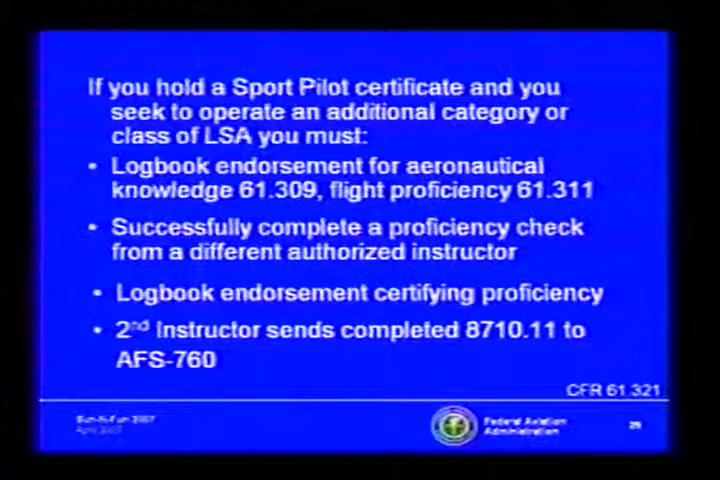 If you hold a Sport Pilot certificate and you
seek to operate an additional category or
class of LSA you must:
• Logbook endorsement for aeronautical
knowledge 61.309, flight proficiency 61.311
• Successfully complete a proficiency check
from a different authorized instructor
• Logbook endorsement certifying proficiency
• 2nd Instructor sends completed 8710.11 to
AFS-760
CFR 61.321
2007
April 2007
Federal Aviation
Administration